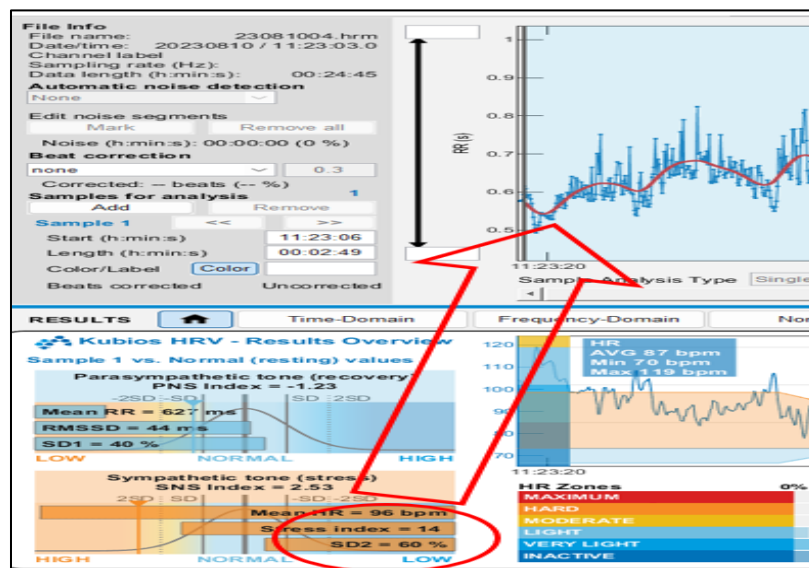 File Info
File name: 23081004.hrm
Date/time: 20230810 / 11:23:03.0
Channel label
Sampling rate (Hz):
Data length (h:min:s): 00:24:45
Automatic noise detection
None
Edit noise segments
Mark Remove all
Noise (h:min:s): 00:00:00 (0 %)
Beat correction
none 0.3
Corrected: -- beats (-- %)
Samples for analysis 1
Add Remove
Sample 1 << >>
Start (h:min:s) 11:23:06
Length (h:min:s) 00:02:49
Color/Label Color
Beats corrected Uncorrected
1
0.9
0.8
0.7
0.6
0.5
RR (s)
11:23:20
Sample Analysis Type Single
RESULTS Time-Domain Frequency-Domain No
Kubios HRV - Results Overview
Sample 1 vs. Normal (resting) values
Parasympathetic tone (recovery)
PNS Index = -1.23
-2SD -SD SD 2SD
Mean RR = 627 ms
RMSSD = 44 ms
SD1 = 40 %
LOW NORMAL HIGH
Sympathetic tone (stress)
SNS Index = 2.53
2SD SD -SD -2SD
Mean HR = 96 bpm
Stress index = 14
SD2 = 60 %
HIGH NORMAL LOW
120
110
100
90
80
70
HR
AVG 87 bpm
Min 70 bpm
Max 119 bpm
11:23:20
HR Zones 0%
MAXIMUM
HARD
MODERATE
LIGHT
VERY LIGHT
INACTIVE